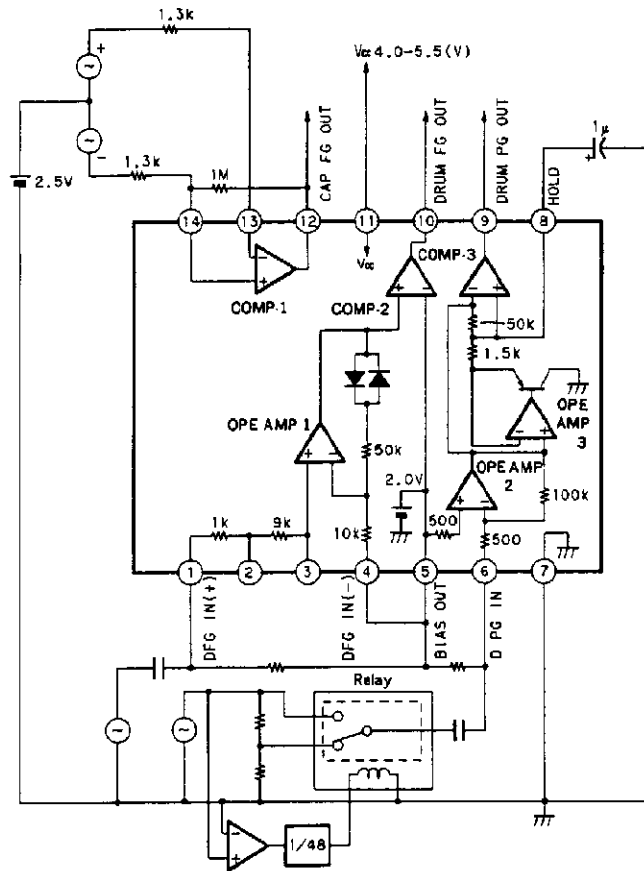 1.3k
Vcc 4.0-5.5(V)
+
~
CAP FG OUT
DRUM FG OUT
DRUM PG OUT
HOLD
1μ
+
~
−
1.3k
1M
2.5V
14
13
12
11
10
9
8
− +
COMP-1
Vcc
COMP-2
+ −
COMP-3
+ −
50k
1.5k
OPE AMP 1
+ −
50k
OPE AMP 3
− +
2.0V
OPE AMP 2
+ −
100k
500
500
1k
9k
10k
1
2
3
4
5
6
7
DFG IN(+)
DFG IN(-)
BIAS OUT
D PG IN
Relay
~
~
−
+
1/48